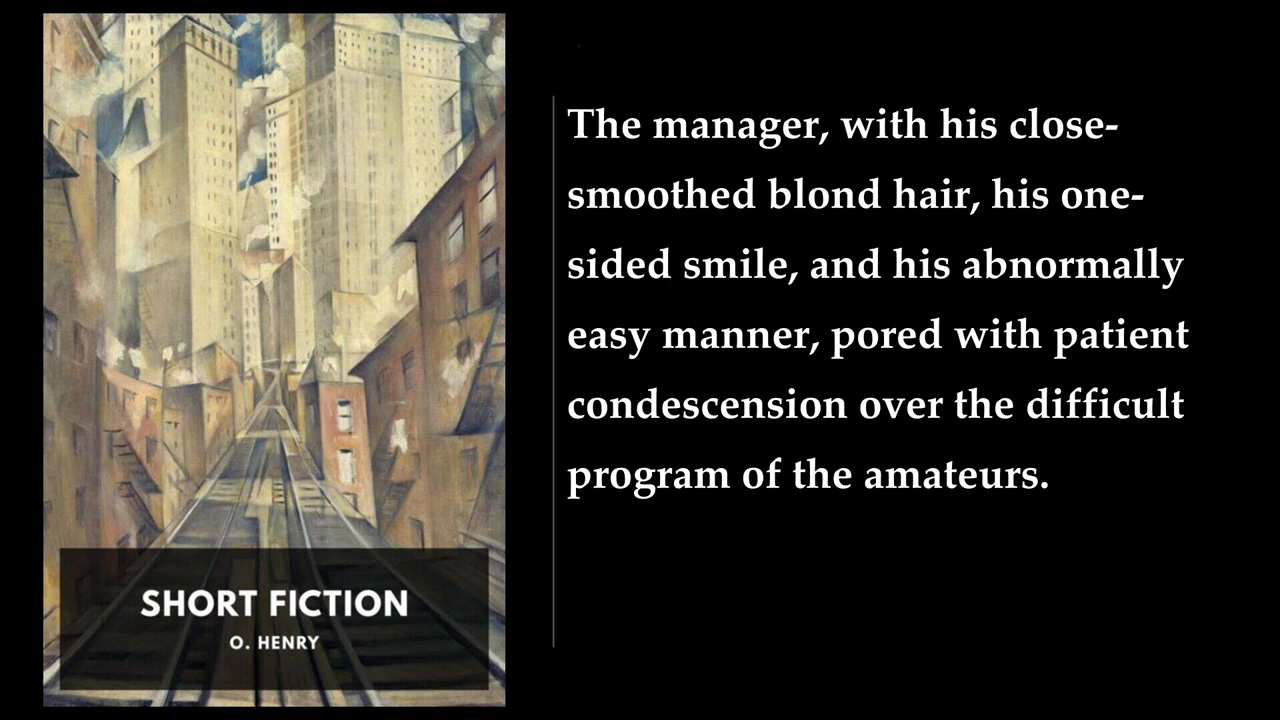 The manager, with his close-
smoothed blond hair, his one-
sided smile, and his abnormally
easy manner, pored with patient
condescension over the difficult
program of the amateurs.
SHORT FICTION
O. HENRY